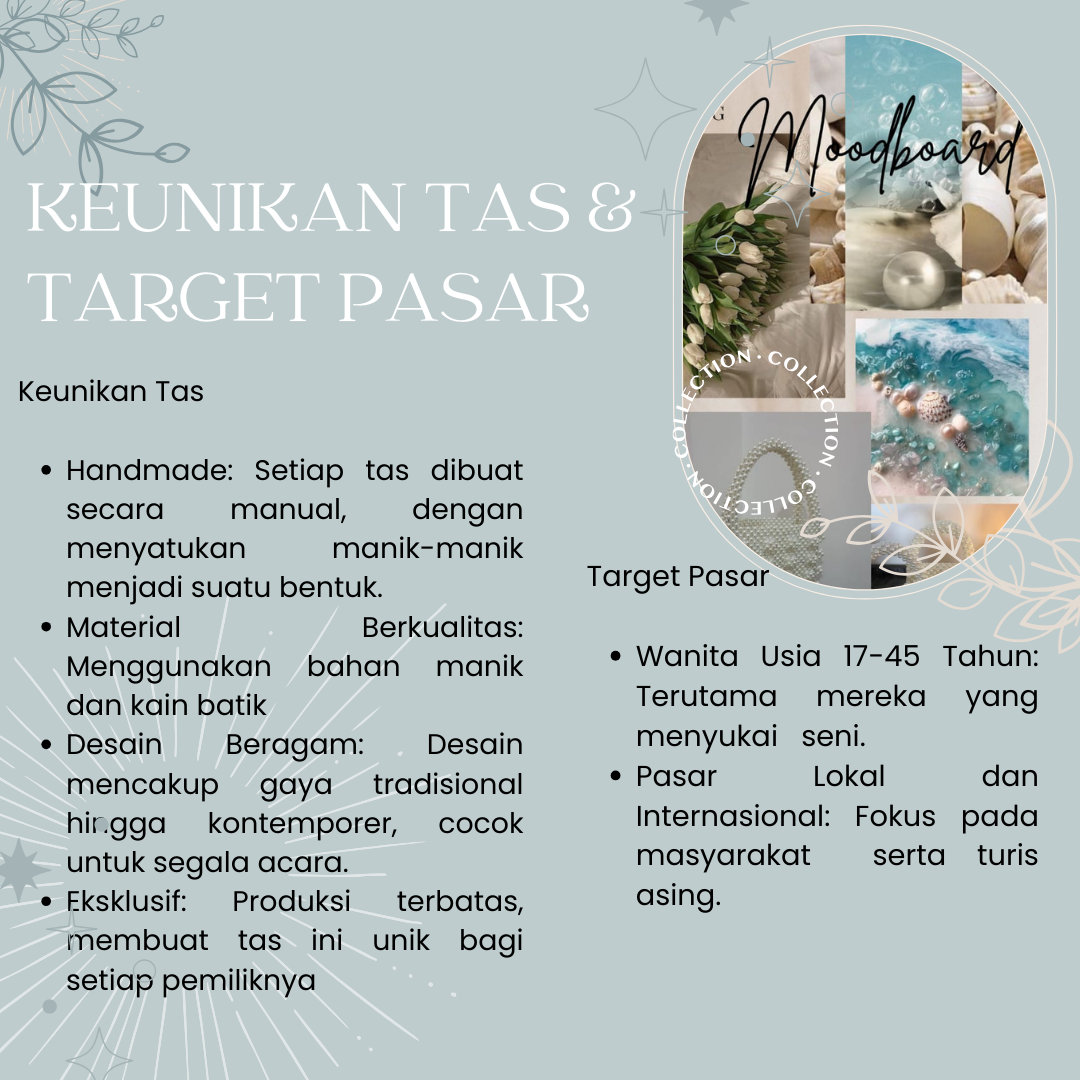 KEUNIKAN TAS &
TARGET PASAR
Moodboard
G
COLLECTION · COLLECTION · COLLECTION ·
Keunikan Tas
Handmade: Setiap tas dibuat
secara manual, dengan
menyatukan manik-manik
menjadi suatu bentuk.
Material Berkualitas:
Menggunakan bahan manik
dan kain batik
Desain Beragam: Desain
mencakup gaya tradisional
hingga kontemporer, cocok
untuk segala acara.
Eksklusif: Produksi terbatas,
membuat tas ini unik bagi
setiap pemiliknya
Target Pasar
Wanita Usia 17-45 Tahun:
Terutama mereka yang
menyukai seni.
Pasar Lokal dan
Internasional: Fokus pada
masyarakat serta turis
asing.